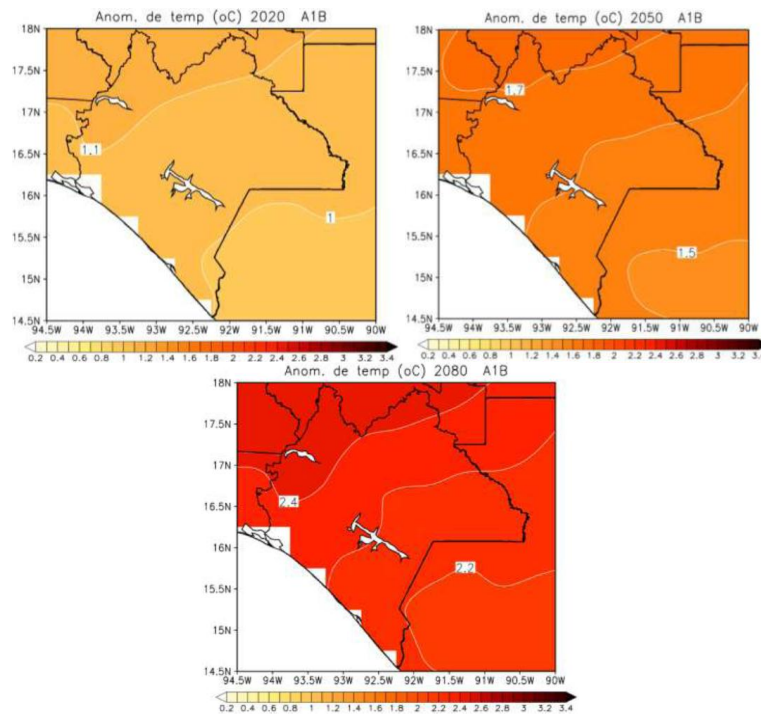 Anom. de temp (oC) 2020 A1B
18N
17.5N
17N
16.5N
16N
15.5N
15N
14.5N
1.1
1
94.5W 94W 93.5W 93W 92.5W 92W 91.5W 91W 90.5W 90W
0.2 0.4 0.6 0.8 1 1.2 1.4 1.6 1.8 2 2.2 2.4 2.6 2.8 3 3.2 3.4
Anom. de temp (oC) 2050 A1B
18N
17.5N
17N
16.5N
16N
15.5N
15N
14.5N
1.7
1.5
94.5W 94W 93.5W 93W 92.5W 92W 91.5W 91W 90.5W 90W
0.2 0.4 0.6 0.8 1 1.2 1.4 1.6 1.8 2 2.2 2.4 2.6 2.8 3 3.2
Anom. de temp (oC) 2080 A1B
18N
17.5N
17N
16.5N
16N
15.5N
15N
14.5N
2.4
2.2
94.5W 94W 93.5W 93W 92.5W 92W 91.5W 91W 90.5W 90W
0.2 0.4 0.6 0.8 1 1.2 1.4 1.6 1.8 2 2.2 2.4 2.6 2.8 3 3.2 3.4